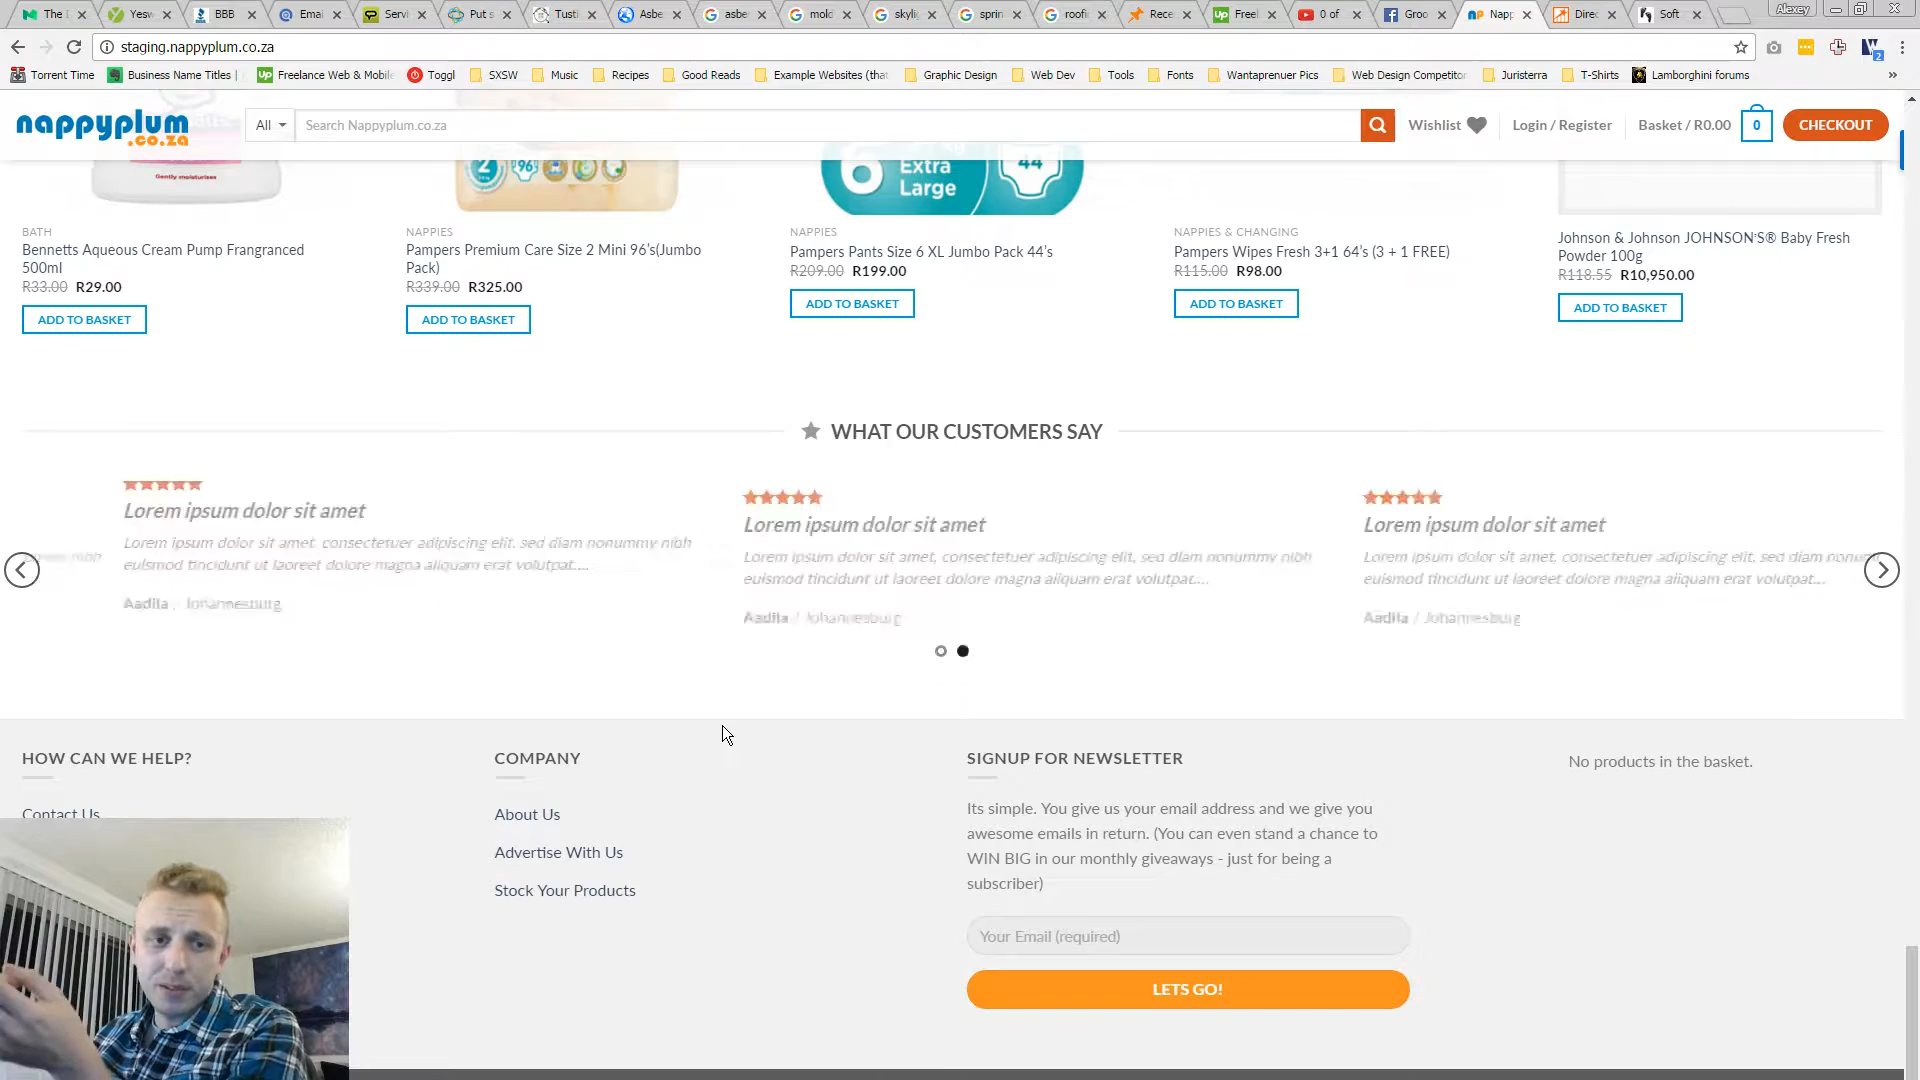 The
Yesw
BBB
Emai
Servi
Put s
Tusti
Asbe
asbe
mold
skyli
sprin
roofi
Rece
Freel
0 of
Groo
Napp
Direc
Soft
Alexey
staging.nappyplum.co.za
Torrent Time
Business Name Titles |
Freelance Web & Mobile
Toggl
SXSW
Music
Recipes
Good Reads
Example Websites (that
Graphic Design
Web Dev
Tools
Fonts
Wantaprenuer Pics
Web Design Competitor
Juristerra
T-Shirts
Lamborghini forums
nappyplum
.co.za
All
Search Nappyplum.co.za
Wishlist
Login / Register
Basket / R0.00
0
CHECKOUT
Gently moisturises
2
96
6 Extra
Large
44
BATH
Bennetts Aqueous Cream Pump Frangranced
500ml
R33.00 R29.00
ADD TO BASKET
NAPPIES
Pampers Premium Care Size 2 Mini 96's(Jumbo
Pack)
R339.00 R325.00
ADD TO BASKET
NAPPIES
Pampers Pants Size 6 XL Jumbo Pack 44's
R209.00 R199.00
ADD TO BASKET
NAPPIES & CHANGING
Pampers Wipes Fresh 3+1 64's (3 + 1 FREE)
R115.00 R98.00
ADD TO BASKET
Johnson & Johnson JOHNSON'S® Baby Fresh
Powder 100g
R118.55 R10,950.00
ADD TO BASKET
WHAT OUR CUSTOMERS SAY
Lorem ipsum dolor sit amet
Lorem ipsum dolor sit amet, consectetuer adipiscing elit, sed diam nonummy nibh
euismod tincidunt ut laoreet dolore magna aliquam erat volutpat....
Aadila / Johannesburg
Lorem ipsum dolor sit amet
Lorem ipsum dolor sit amet, consectetuer adipiscing elit, sed diam nonummy nibh
euismod tincidunt ut laoreet dolore magna aliquam erat volutpat....
Aadila / Johannesburg
Lorem ipsum dolor sit amet
Lorem ipsum dolor sit amet, consectetuer adipiscing elit, sed diam nonum
euismod tincidunt ut laoreet dolore magna aliquam erat volutpat...
Aadila / Johannesburg
HOW CAN WE HELP?
Contact Us
COMPANY
About Us
Advertise With Us
Stock Your Products
SIGNUP FOR NEWSLETTER
Its simple. You give us your email address and we give you
awesome emails in return. (You can even stand a chance to
WIN BIG in our monthly giveaways - just for being a
subscriber)
Your Email (required)
LETS GO!
No products in the basket.